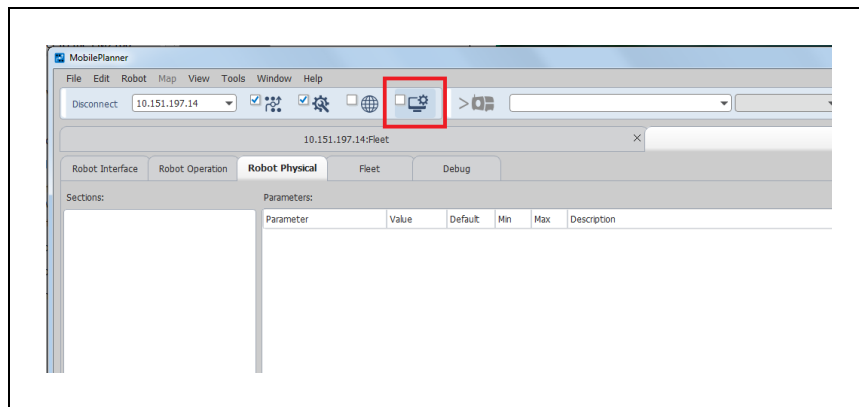 MobilePlanner
File Edit Robot Map View Tools Window Help
Disconnect 10.151.197.14
10.151.197.14:Fleet
Robot Interface Robot Operation Robot Physical Fleet Debug
Sections: Parameters:
Parameter Value Default Min Max Description